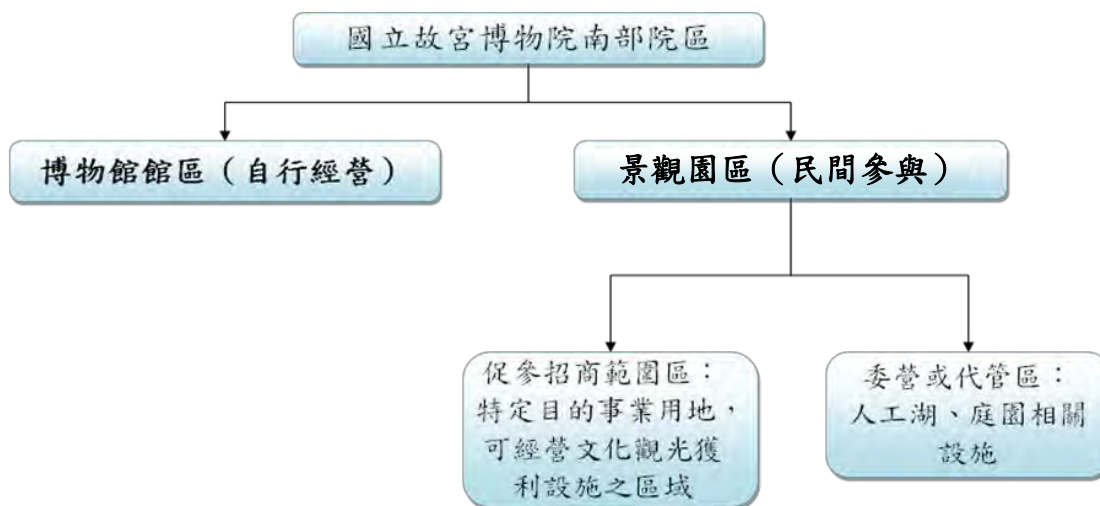 國立故宮博物院南部院區
博物館館區（自行經營）
景觀園區（民間參與）
促參招商範圍區：
特定目的事業用地，
可經營文化觀光獲
利設施之區域
委營或代管區：
人工湖、庭園相關
設施